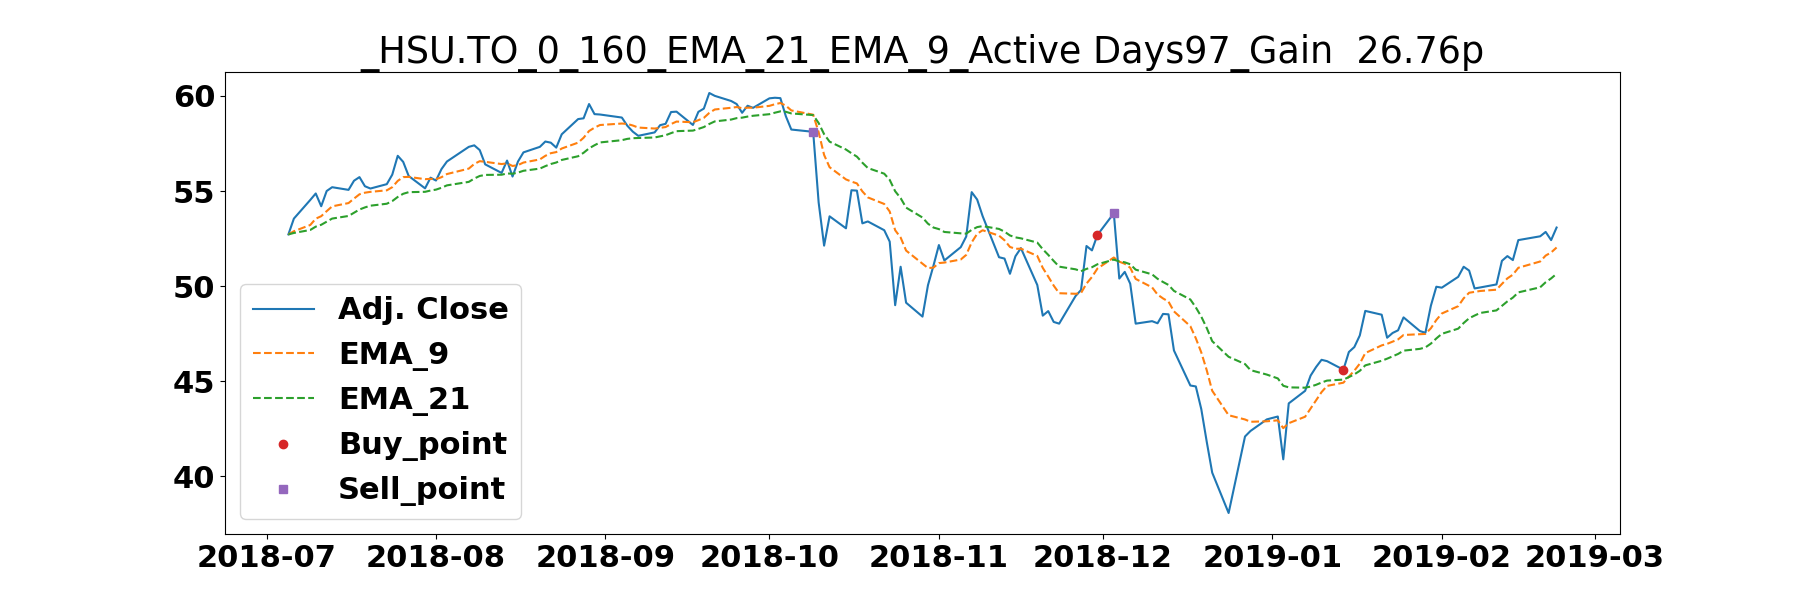 _HSU.TO_0_160_EMA_21_EMA_9_Active Days97_Gain  26.76p
60
55
50
45
40
Adj. Close
EMA_9
EMA_21
Buy_point
Sell_point
2018-07 2018-08 2018-09 2018-10 2018-11 2018-12 2019-01 2019-02 2019-03